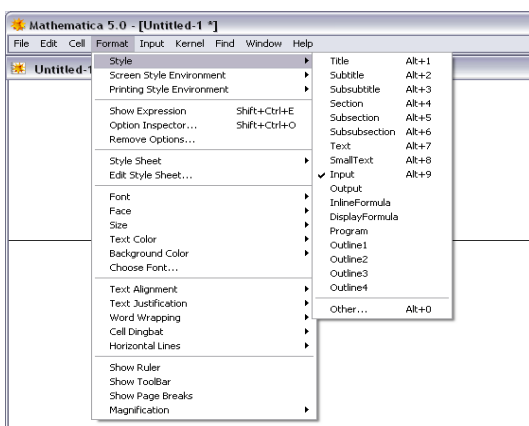 Mathematica 5.0 - [Untitled-1 *]
File Edit Cell Format Input Kernel Find Window Help
Untitled-1
Style
Screen Style Environment
Printing Style Environment
Show Expression Shift+Ctrl+E
Option Inspector... Shift+Ctrl+O
Remove Options...
Style Sheet
Edit Style Sheet...
Font
Face
Size
Text Color
Background Color
Choose Font...
Text Alignment
Text Justification
Word Wrapping
Cell Dingbat
Horizontal Lines
Show Ruler
Show ToolBar
Show Page Breaks
Magnification
Title Alt+1
Subtitle Alt+2
Subsubtitle Alt+3
Section Alt+4
Subsection Alt+5
Subsubsection Alt+6
Text Alt+7
SmallText Alt+8
Input Alt+9
Output
InlineFormula
DisplayFormula
Program
Outline1
Outline2
Outline3
Outline4
Other... Alt+0